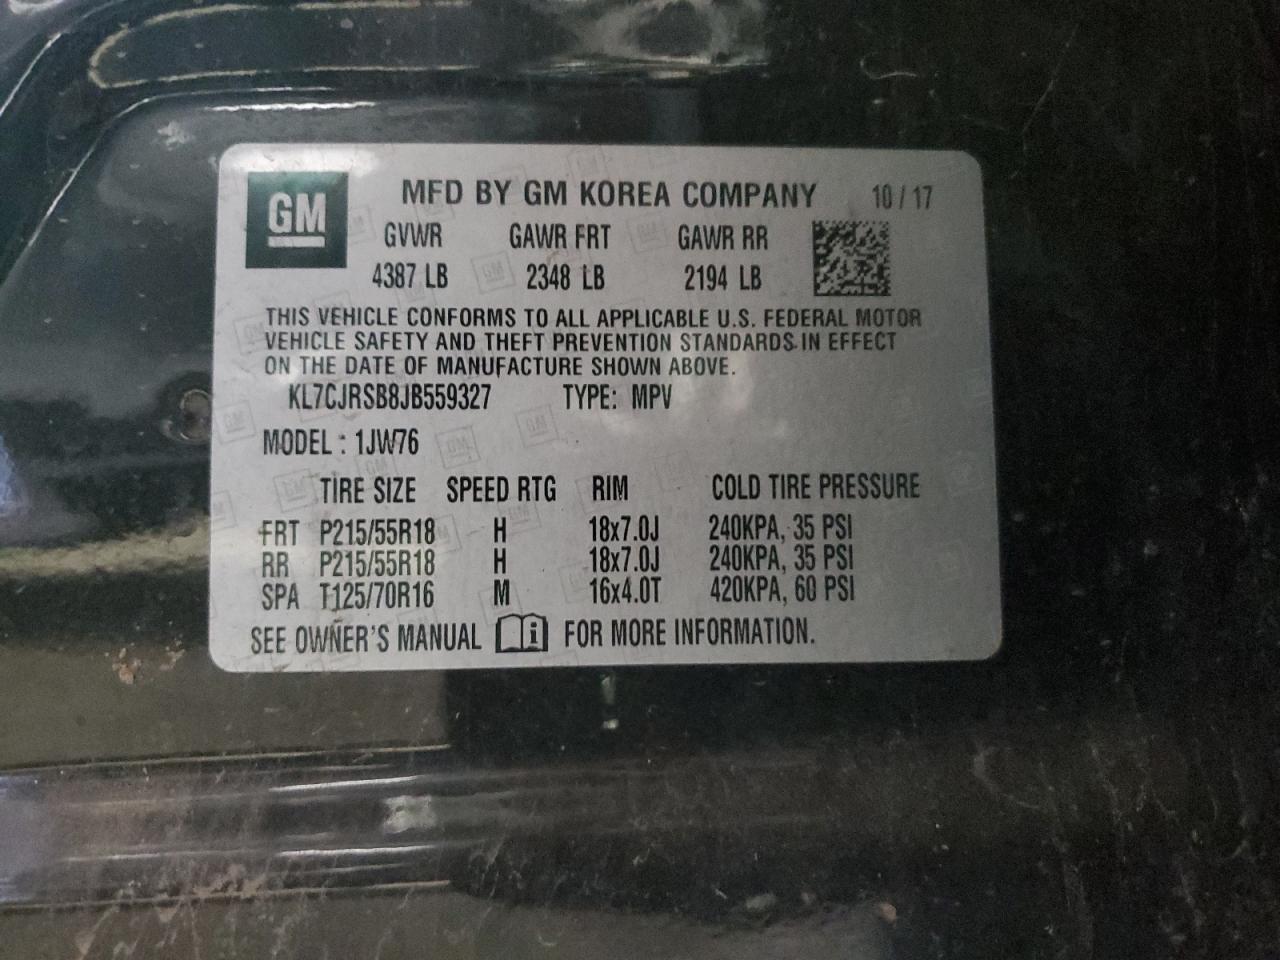 GM
MFD BY GM KOREA COMPANY 10 / 17
GVWR GAWR FRT GAWR RR
4387 LB 2348 LB 2194 LB
THIS VEHICLE CONFORMS TO ALL APPLICABLE U.S. FEDERAL MOTOR
VEHICLE SAFETY AND THEFT PREVENTION STANDARDS IN EFFECT
ON THE DATE OF MANUFACTURE SHOWN ABOVE.
KL7CJRSB8JB559327 TYPE: MPV
MODEL : 1JW76
TIRE SIZE SPEED RTG RIM COLD TIRE PRESSURE
FRT P215/55R18 H 18x7.0J 240KPA, 35 PSI
RR P215/55R18 H 18x7.0J 240KPA, 35 PSI
SPA T125/70R16 M 16x4.0T 420KPA, 60 PSI
SEE OWNER'S MANUAL i FOR MORE INFORMATION.